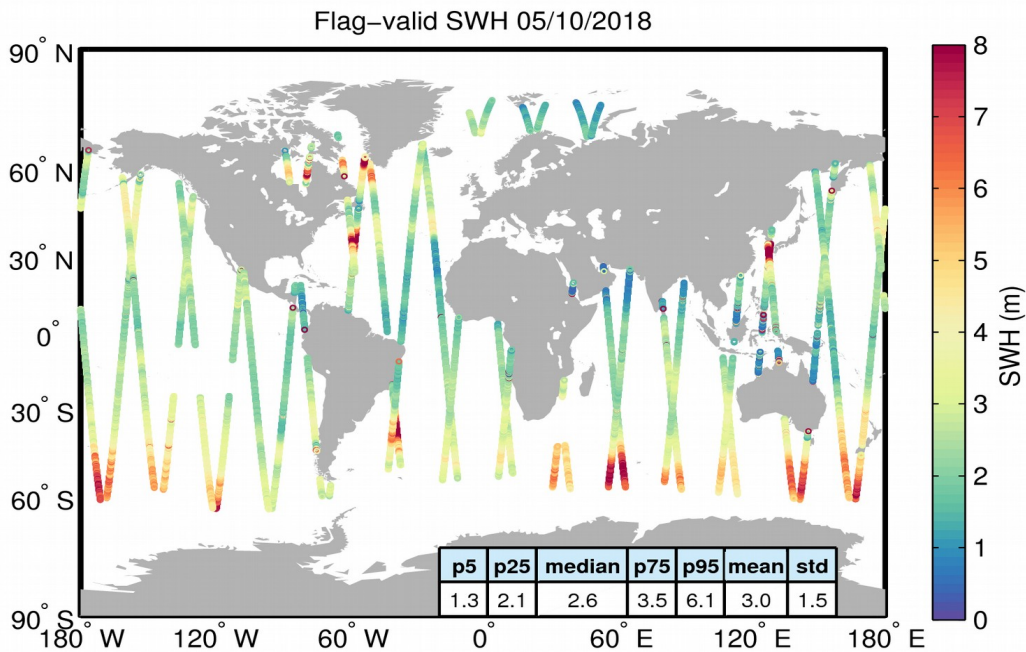 Flag−valid SWH 05/10/2018
90° N
60° N
30° N
0°
30° S
60° S
90° S
180° W
120° W
60° W
0°
60° E
120° E
180° E
p5 p25 median p75 p95 mean std
1.3 2.1 2.6 3.5 6.1 3.0 1.5
8
7
6
5
4
3
2
1
0
SWH (m)